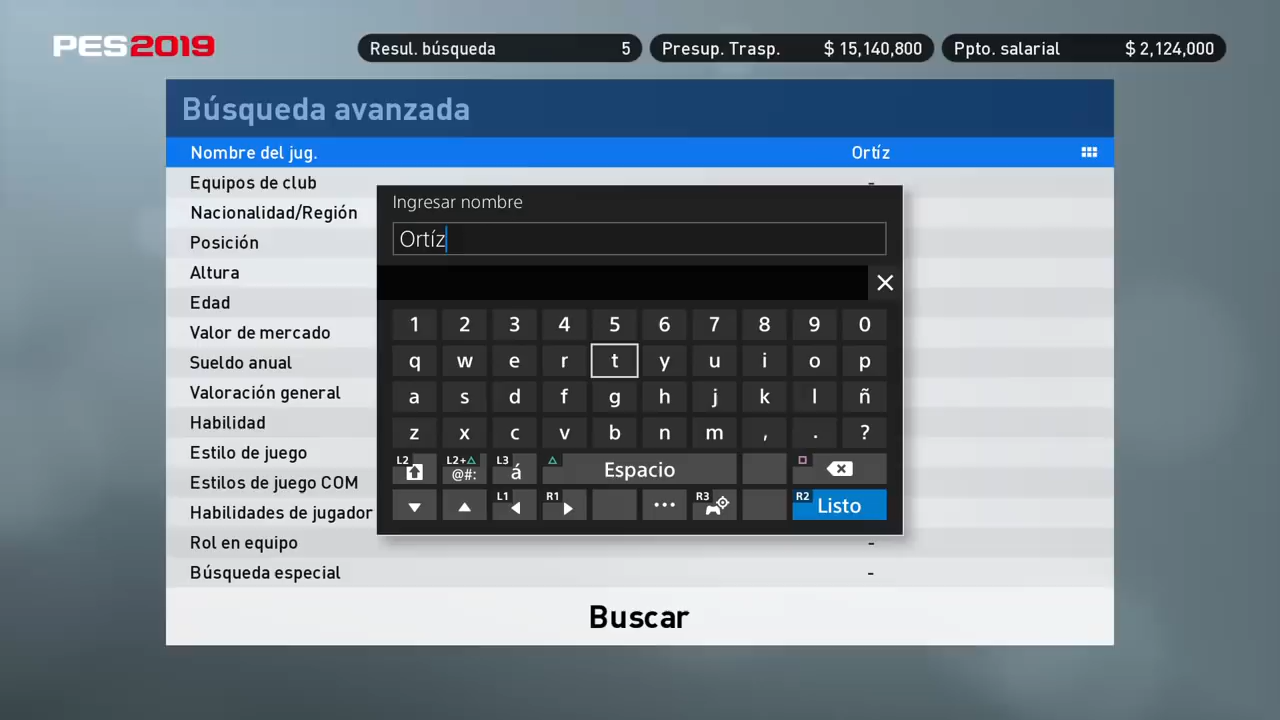 PES2019
Resul. búsqueda 5
Presup. Trasp. $ 15,140,800
Ppto. salarial $ 2,124,000
Búsqueda avanzada
Nombre del jug. Ortíz
Equipos de club -
Nacionalidad/Región
Posición
Altura
Edad
Valor de mercado
Sueldo anual
Valoración general
Habilidad
Estilo de juego
Estilos de juego COM
Habilidades de jugador
Rol en equipo -
Búsqueda especial -
Buscar
Ingresar nombre
Ortíz
1 2 3 4 5 6 7 8 9 0
q w e r t y u i o p
a s d f g h j k l ñ
z x c v b n m , . ?
L2 L2+△ @#: L3 á △ Espacio
L1 R1 ... R3 R2 Listo